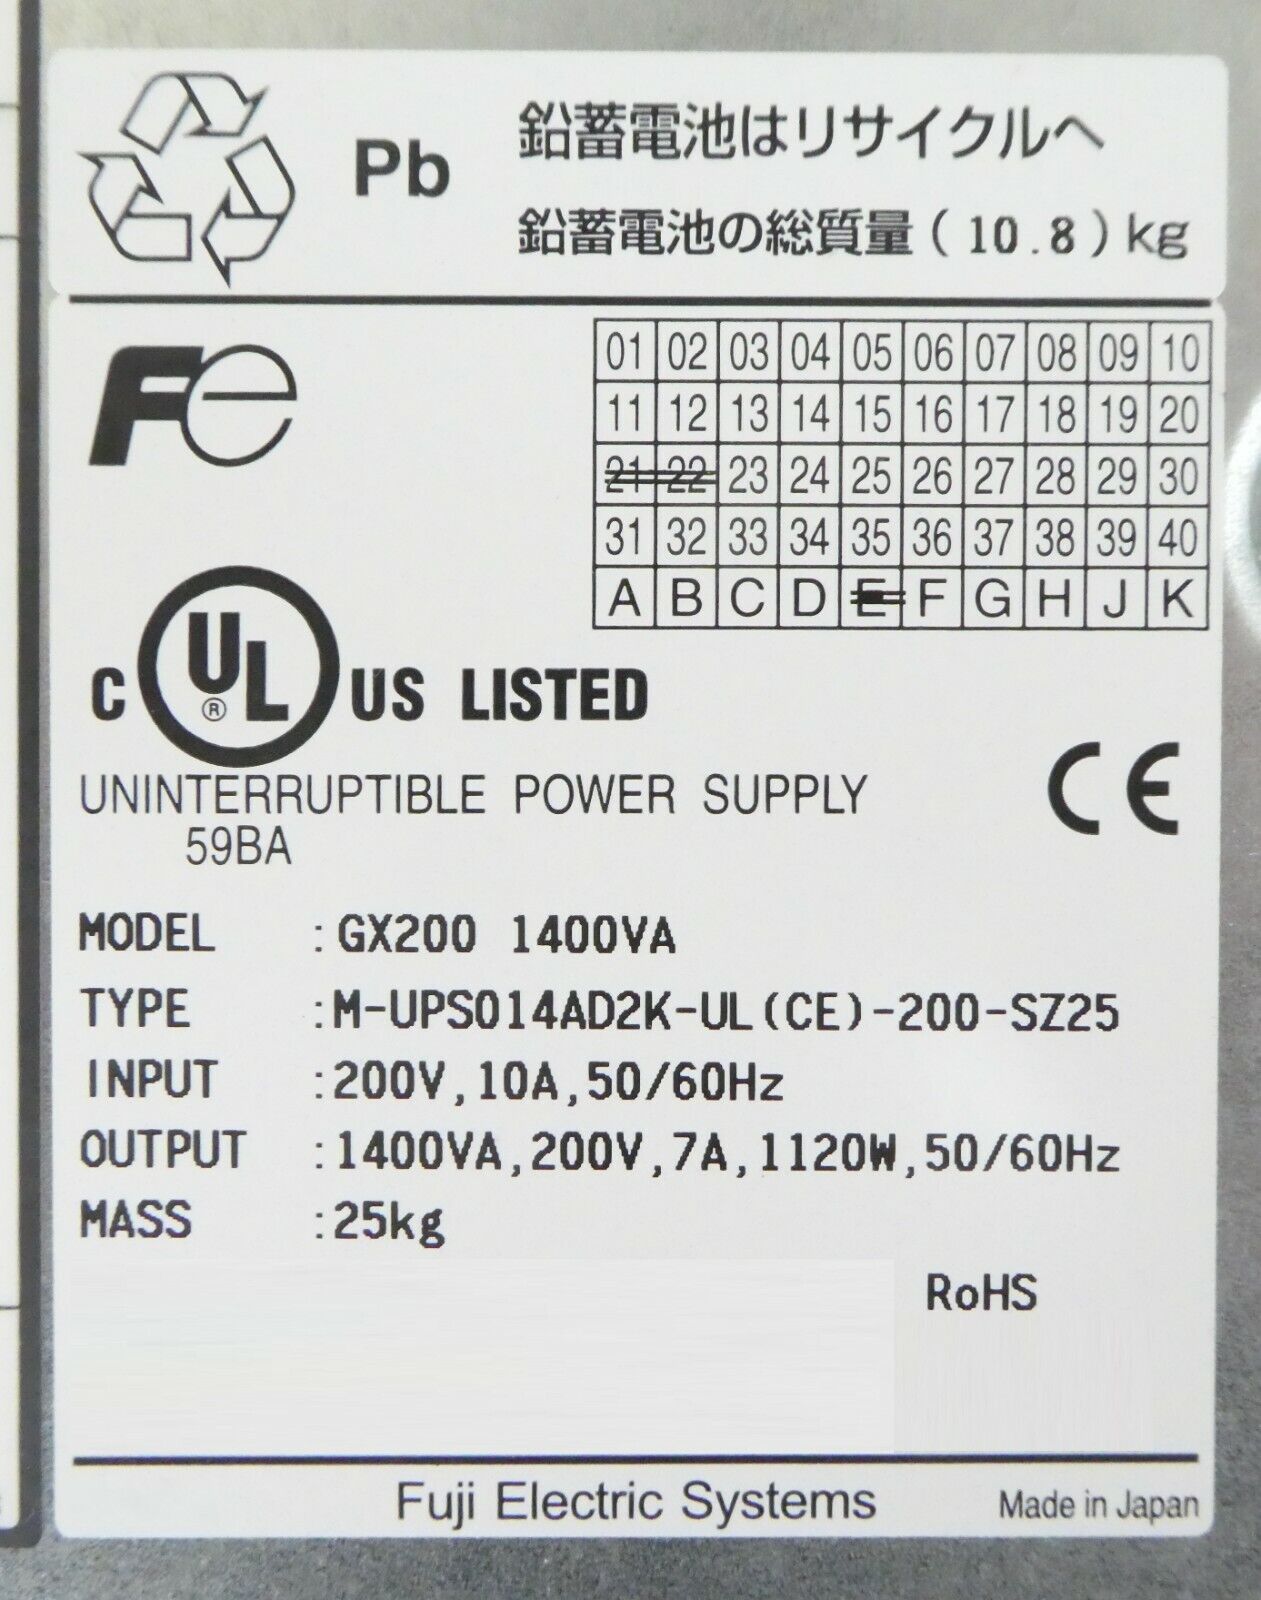 Pb
鉛蓄電池はリサイクルへ
鉛蓄電池の総質量 (10.8) kg
Fe
01 02 03 04 05 06 07 08 09 10
11 12 13 14 15 16 17 18 19 20
21 22 23 24 25 26 27 28 29 30
31 32 33 34 35 36 37 38 39 40
A B C D E F G H J K
C UL ® US LISTED
UNINTERRUPTIBLE POWER SUPPLY
59BA
CE
MODEL :GX200 1400VA
TYPE :M-UPS014AD2K-UL(CE)-200-SZ25
INPUT :200V,10A,50/60Hz
OUTPUT :1400VA,200V,7A,1120W,50/60Hz
MASS :25kg
RoHS
Fuji Electric Systems
Made in Japan